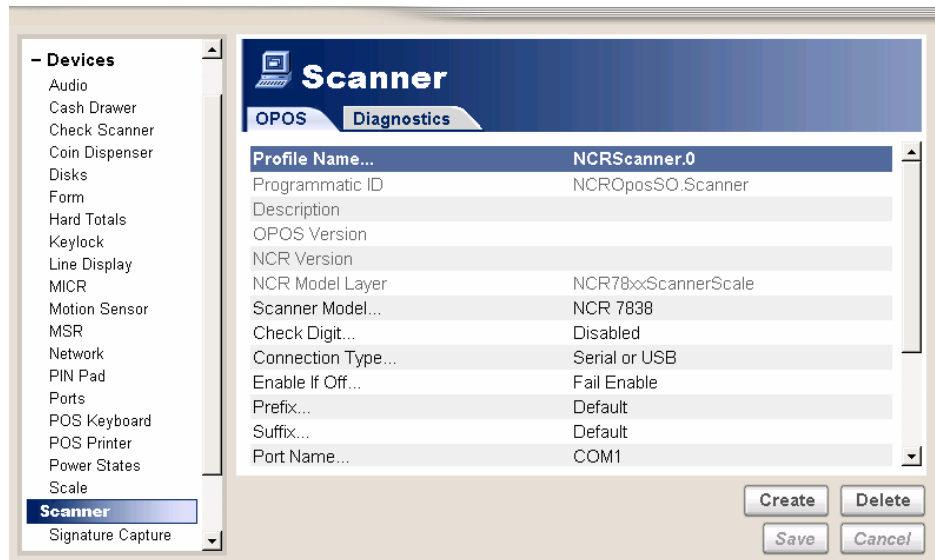 – Devices
Audio
Cash Drawer
Check Scanner
Coin Dispenser
Disks
Form
Hard Totals
Keylock
Line Display
MICR
Motion Sensor
MSR
Network
PIN Pad
Ports
POS Keyboard
POS Printer
Power States
Scale
Scanner
Signature Capture
Scanner
OPOS Diagnostics
Profile Name... NCRScanner.0
Programmatic ID NCROposSO.Scanner
Description
OPOS Version
NCR Version
NCR Model Layer NCR78xxScannerScale
Scanner Model... NCR 7838
Check Digit... Disabled
Connection Type... Serial or USB
Enable If Off... Fail Enable
Prefix... Default
Suffix... Default
Port Name... COM1
Create Delete
Save Cancel